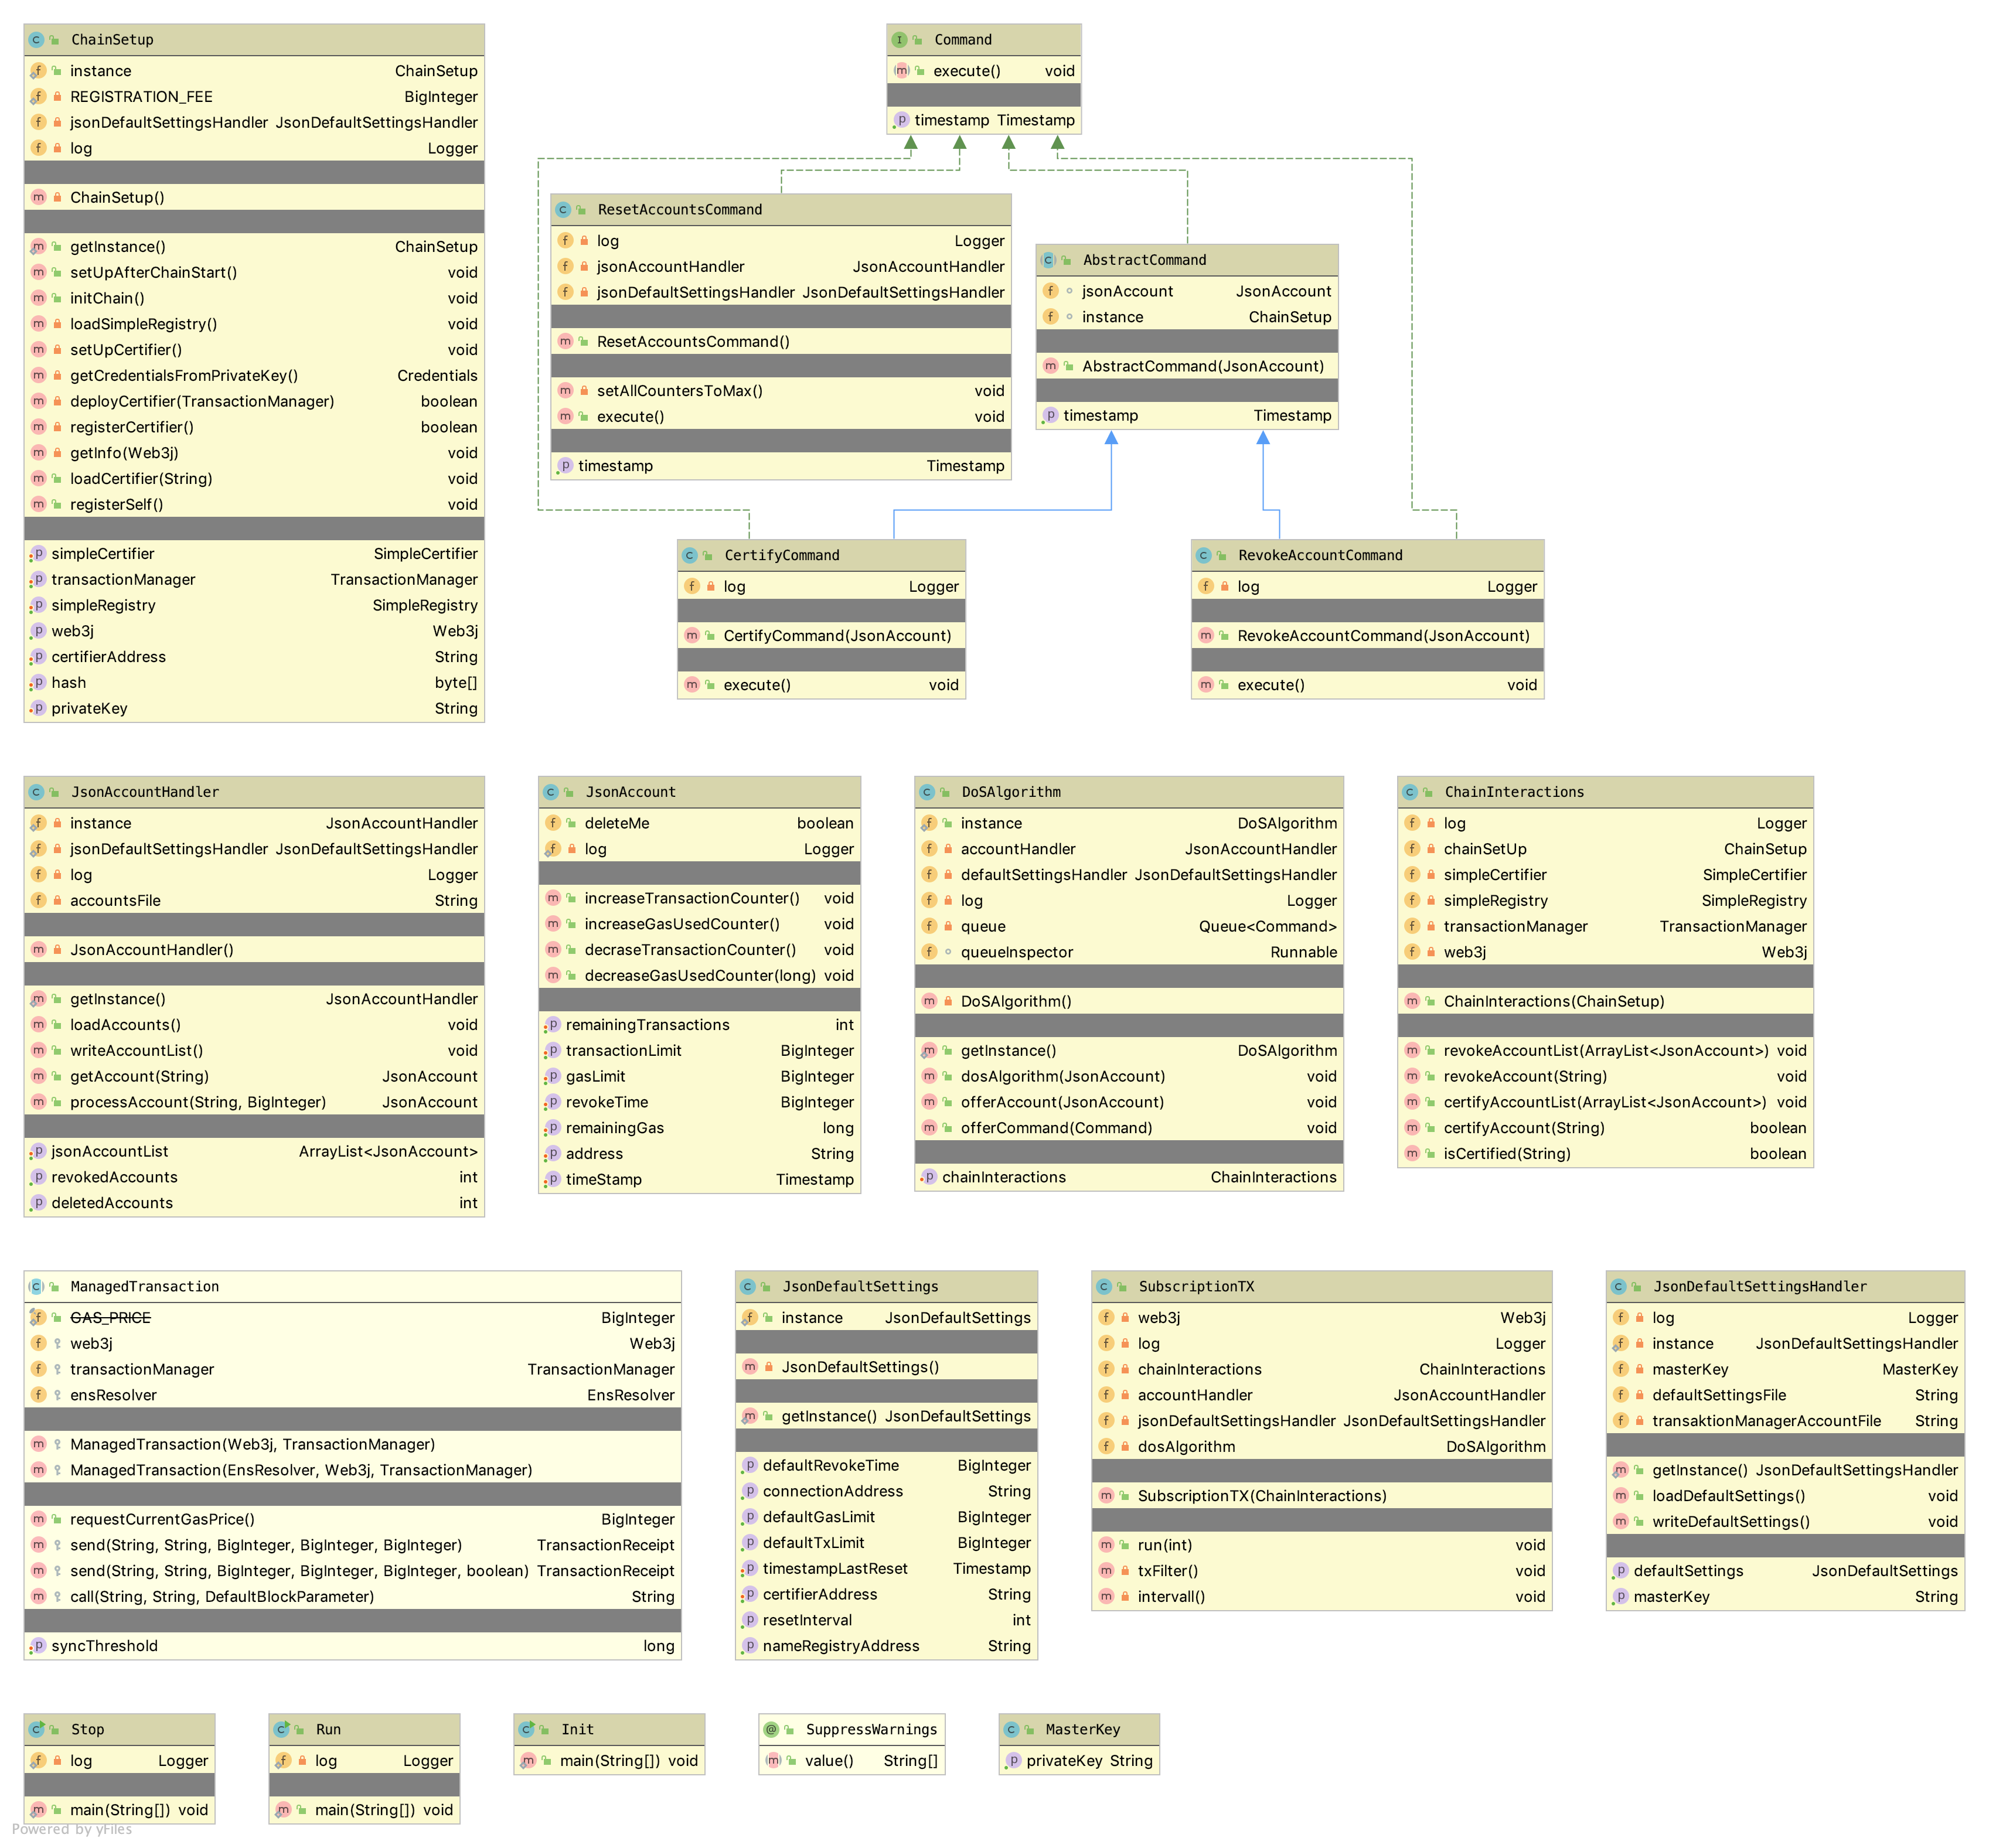 ChainSetup
instance ChainSetup
REGISTRATION_FEE BigInteger
jsonDefaultSettingsHandler JsonDefaultSettingsHandler
log Logger
ChainSetup()
getInstance() ChainSetup
setUpAfterChainStart() void
initChain() void
loadSimpleRegistry() void
setUpCertifier() void
getCredentialsFromPrivateKey() Credentials
deployCertifier(TransactionManager) boolean
registerCertifier() boolean
getInfo(Web3j) void
loadCertifier(String) void
registerSelf() void
simpleCertifier SimpleCertifier
transactionManager TransactionManager
simpleRegistry SimpleRegistry
web3j Web3j
certifierAddress String
hash byte[]
privateKey String
Command
execute() void
timestamp Timestamp
ResetAccountsCommand
log Logger
jsonAccountHandler JsonAccountHandler
jsonDefaultSettingsHandler JsonDefaultSettingsHandler
ResetAccountsCommand()
setAllCountersToMax() void
execute() void
timestamp Timestamp
AbstractCommand
jsonAccount JsonAccount
instance ChainSetup
AbstractCommand(JsonAccount)
timestamp Timestamp
CertifyCommand
log Logger
CertifyCommand(JsonAccount)
execute() void
RevokeAccountCommand
log Logger
RevokeAccountCommand(JsonAccount)
execute() void
JsonAccountHandler
instance JsonAccountHandler
jsonDefaultSettingsHandler JsonDefaultSettingsHandler
log Logger
accountsFile String
JsonAccountHandler()
getInstance() JsonAccountHandler
loadAccounts() void
writeAccountList() void
getAccount(String) JsonAccount
processAccount(String, BigInteger) JsonAccount
jsonAccountList ArrayList<JsonAccount>
revokedAccounts int
deletedAccounts int
JsonAccount
deleteMe boolean
log Logger
increaseTransactionCounter() void
increaseGasUsedCounter() void
decraseTransactionCounter() void
decreaseGasUsedCounter(long) void
remainingTransactions int
transactionLimit BigInteger
gasLimit BigInteger
revokeTime BigInteger
remainingGas long
address String
timeStamp Timestamp
DoSAlgorithm
instance DoSAlgorithm
accountHandler JsonAccountHandler
defaultSettingsHandler JsonDefaultSettingsHandler
log Logger
queue Queue<Command>
queueInspector Runnable
DoSAlgorithm()
getInstance() DoSAlgorithm
dosAlgorithm(JsonAccount) void
offerAccount(JsonAccount) void
offerCommand(Command) void
chainInteractions ChainInteractions
ChainInteractions
log Logger
chainSetUp ChainSetup
simpleCertifier SimpleCertifier
simpleRegistry SimpleRegistry
transactionManager TransactionManager
web3j Web3j
ChainInteractions(ChainSetup)
revokeAccountList(ArrayList<JsonAccount>) void
revokeAccount(String) void
certifyAccountList(ArrayList<JsonAccount>) void
certifyAccount(String) boolean
isCertified(String) boolean
ManagedTransaction
GAS_PRICE BigInteger
web3j Web3j
transactionManager TransactionManager
ensResolver EnsResolver
ManagedTransaction(Web3j, TransactionManager)
ManagedTransaction(EnsResolver, Web3j, TransactionManager)
requestCurrentGasPrice() BigInteger
send(String, String, BigInteger, BigInteger, BigInteger) TransactionReceipt
send(String, String, BigInteger, BigInteger, BigInteger, boolean) TransactionReceipt
call(String, String, DefaultBlockParameter) String
syncThreshold long
JsonDefaultSettings
instance JsonDefaultSettings
JsonDefaultSettings()
getInstance() JsonDefaultSettings
defaultRevokeTime BigInteger
connectionAddress String
defaultGasLimit BigInteger
defaultTxLimit BigInteger
timestampLastReset Timestamp
certifierAddress String
resetInterval int
nameRegistryAddress String
SubscriptionTX
web3j Web3j
log Logger
chainInteractions ChainInteractions
accountHandler JsonAccountHandler
jsonDefaultSettingsHandler JsonDefaultSettingsHandler
dosAlgorithm DoSAlgorithm
SubscriptionTX(ChainInteractions)
run(int) void
txFilter() void
intervall() void
JsonDefaultSettingsHandler
log Logger
instance JsonDefaultSettingsHandler
masterKey MasterKey
defaultSettingsFile String
transaktionManagerAccountFile String
getInstance() JsonDefaultSettingsHandler
loadDefaultSettings() void
writeDefaultSettings() void
defaultSettings JsonDefaultSettings
masterKey String
Stop
log Logger
main(String[]) void
Run
log Logger
main(String[]) void
Init
main(String[]) void
SuppressWarnings
value() String[]
MasterKey
privateKey String
Powered by yFiles